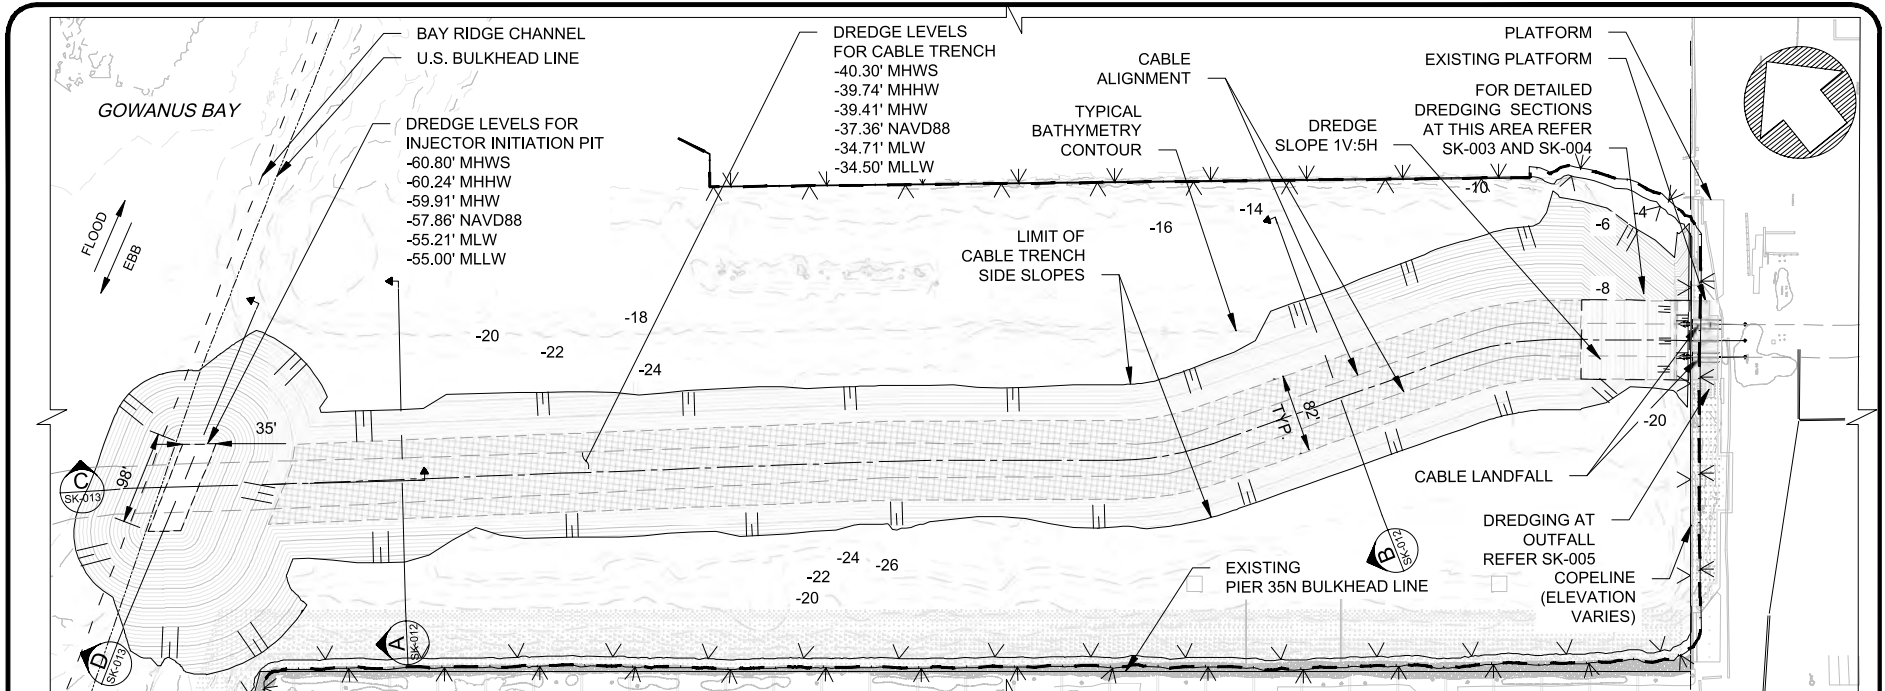 BAY RIDGE CHANNEL
U.S. BULKHEAD LINE
GOWANUS BAY
DREDGE LEVELS FOR
INJECTOR INITIATION PIT
-60.80' MHWS
-60.24' MHHW
-59.91' MHW
-57.86' NAVD88
-55.21' MLW
-55.00' MLLW
FLOOD
EBB
DREDGE LEVELS
FOR CABLE TRENCH
-40.30' MHWS
-39.74' MHHW
-39.41' MHW
-37.36' NAVD88
-34.71' MLW
-34.50' MLLW
CABLE
ALIGNMENT
TYPICAL
BATHYMETRY
CONTOUR
DREDGE
SLOPE 1V:5H
PLATFORM
EXISTING PLATFORM
FOR DETAILED
DREDGING SECTIONS
AT THIS AREA REFER
SK-003 AND SK-004
LIMIT OF
CABLE TRENCH
SIDE SLOPES
-10
-14
-16
-4
-6
-8
-18
-20
-22
-24
35'
98'
82'
TYP.
-20
C
SK-013
CABLE LANDFALL
DREDGING AT
OUTFALL
REFER SK-005
COPELINE
(ELEVATION
VARIES)
B
SK-012
EXISTING
PIER 35N BULKHEAD LINE
-24
-26
-22
-20
A
SK-012
D
SK-013